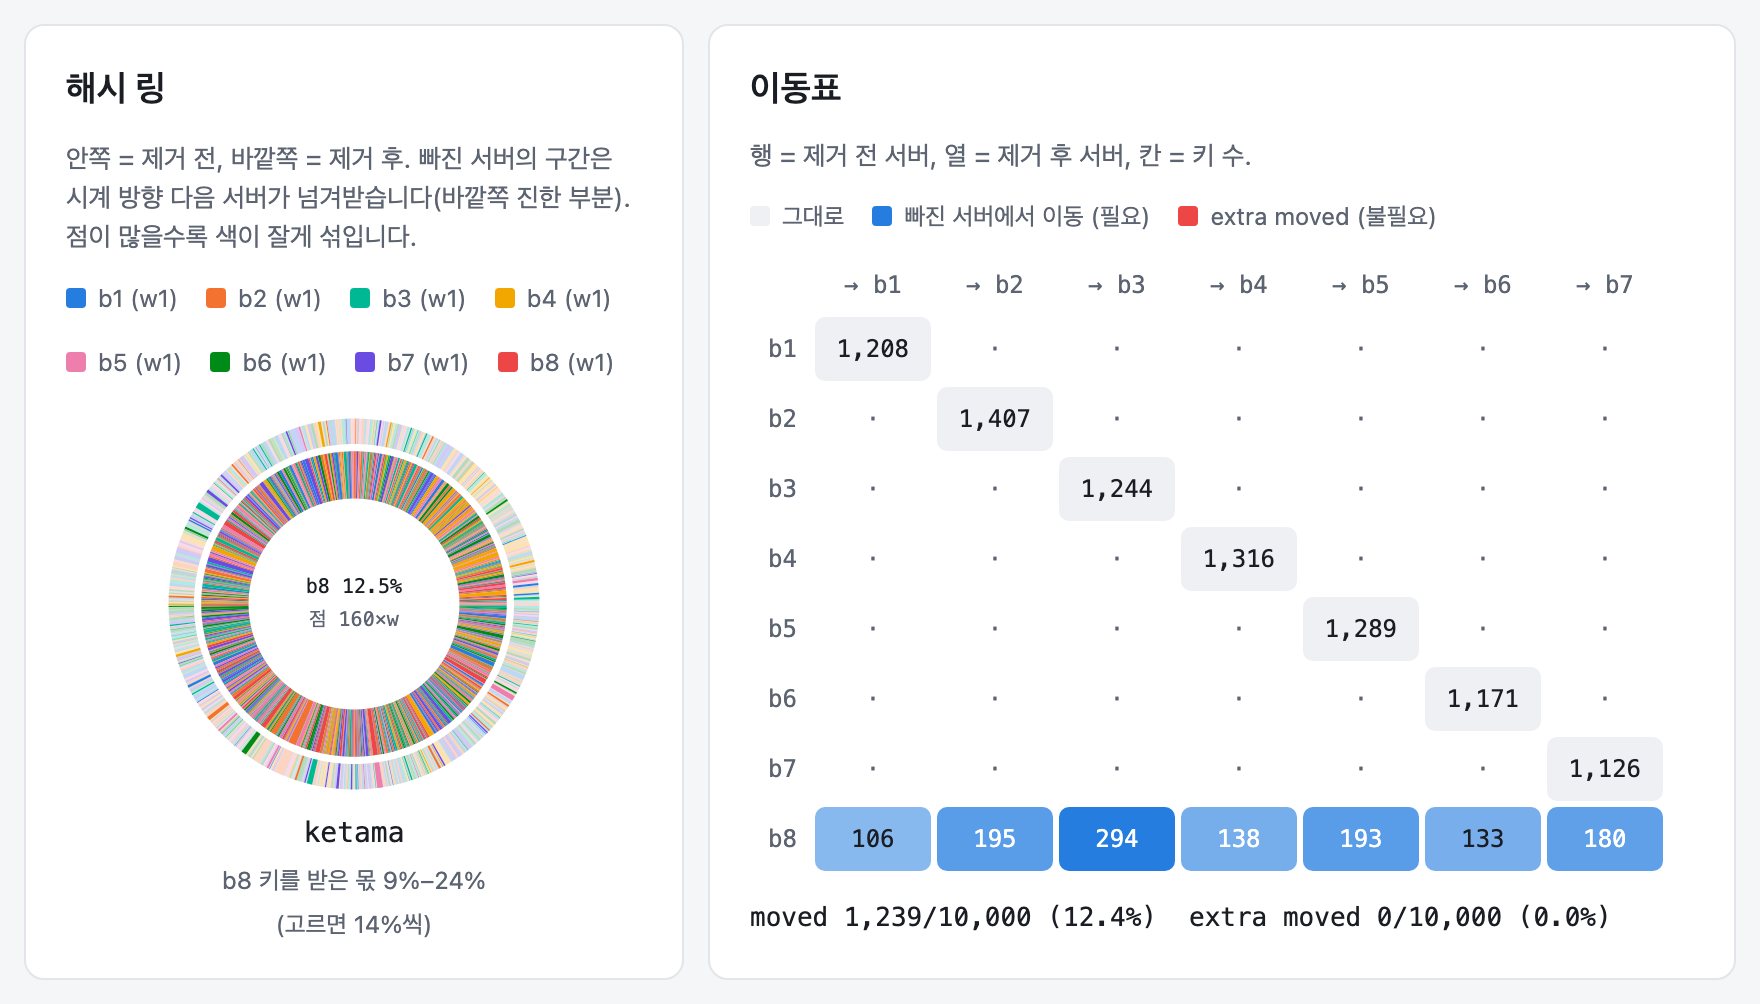 해시 링
안쪽 = 제거 전, 바깥쪽 = 제거 후. 빠진 서버의 구간은
시계 방향 다음 서버가 넘겨받습니다(바깥쪽 진한 부분).
점이 많을수록 색이 잘게 섞입니다.
b1 (w1) b2 (w1) b3 (w1) b4 (w1)
b5 (w1) b6 (w1) b7 (w1) b8 (w1)
b8 12.5%
점 160×w
ketama
b8 키를 받은 몫 9%–24%
(고르면 14%씩)
이동표
행 = 제거 전 서버, 열 = 제거 후 서버, 칸 = 키 수.
그대로 빠진 서버에서 이동 (필요) extra moved (불필요)
→ b1 → b2 → b3 → b4 → b5 → b6 → b7
b1 1,208 · · · · · ·
b2 · 1,407 · · · · ·
b3 · · 1,244 · · · ·
b4 · · · 1,316 · · ·
b5 · · · · 1,289 · ·
b6 · · · · · 1,171 ·
b7 · · · · · · 1,126
b8 106 195 294 138 193 133 180
moved 1,239/10,000 (12.4%) extra moved 0/10,000 (0.0%)